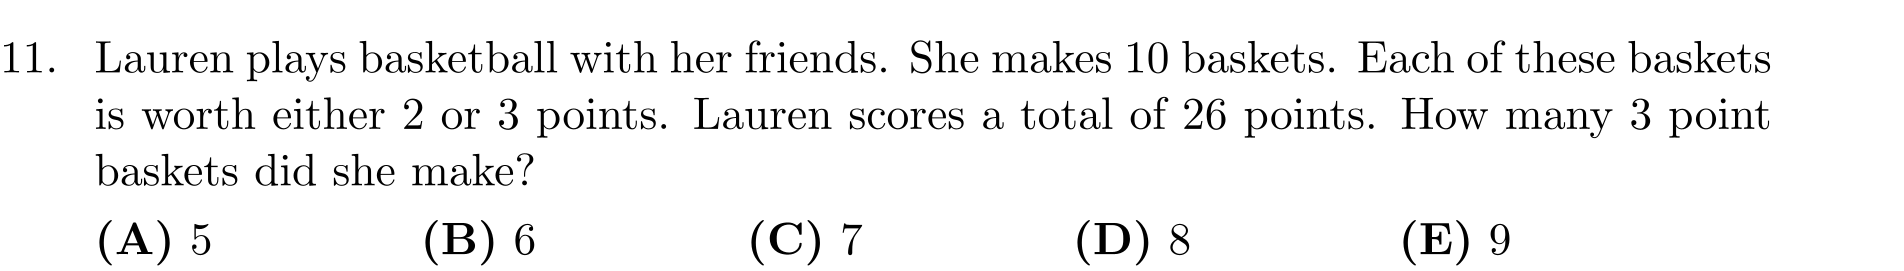 11. Lauren plays basketball with her friends. She makes 10 baskets. Each of these baskets
is worth either 2 or 3 points. Lauren scores a total of 26 points. How many 3 point
baskets did she make?
(A) 5 (B) 6 (C) 7 (D) 8 (E) 9